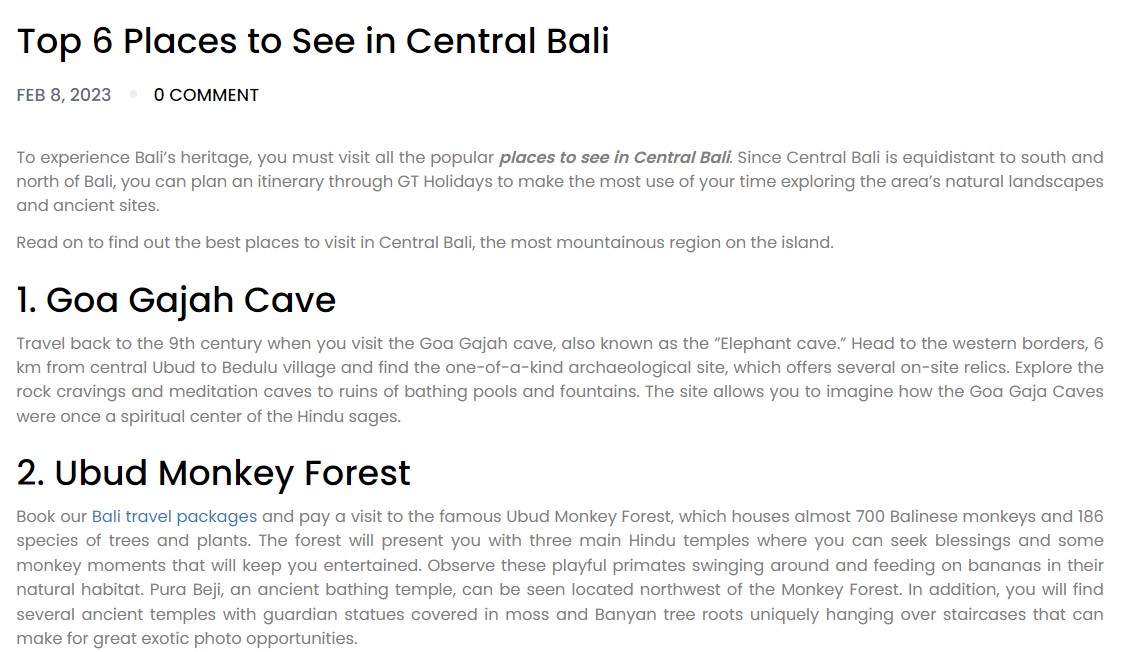 Top 6 Places to See in Central Bali
FEB 8, 2023 • 0 COMMENT
To experience Bali’s heritage, you must visit all the popular places to see in Central Bali. Since Central Bali is equidistant to south and
north of Bali, you can plan an itinerary through GT Holidays to make the most use of your time exploring the area’s natural landscapes
and ancient sites.
Read on to find out the best places to visit in Central Bali, the most mountainous region on the island.
1. Goa Gajah Cave
Travel back to the 9th century when you visit the Goa Gajah cave, also known as the ”Elephant cave.” Head to the western borders, 6
km from central Ubud to Bedulu village and find the one-of-a-kind archaeological site, which offers several on-site relics. Explore the
rock cravings and meditation caves to ruins of bathing pools and fountains. The site allows you to imagine how the Goa Gaja Caves
were once a spiritual center of the Hindu sages.
2. Ubud Monkey Forest
Book our Bali travel packages and pay a visit to the famous Ubud Monkey Forest, which houses almost 700 Balinese monkeys and 186
species of trees and plants. The forest will present you with three main Hindu temples where you can seek blessings and some
monkey moments that will keep you entertained. Observe these playful primates swinging around and feeding on bananas in their
natural habitat. Pura Beji, an ancient bathing temple, can be seen located northwest of the Monkey Forest. In addition, you will find
several ancient temples with guardian statues covered in moss and Banyan tree roots uniquely hanging over staircases that can
make for great exotic photo opportunities.